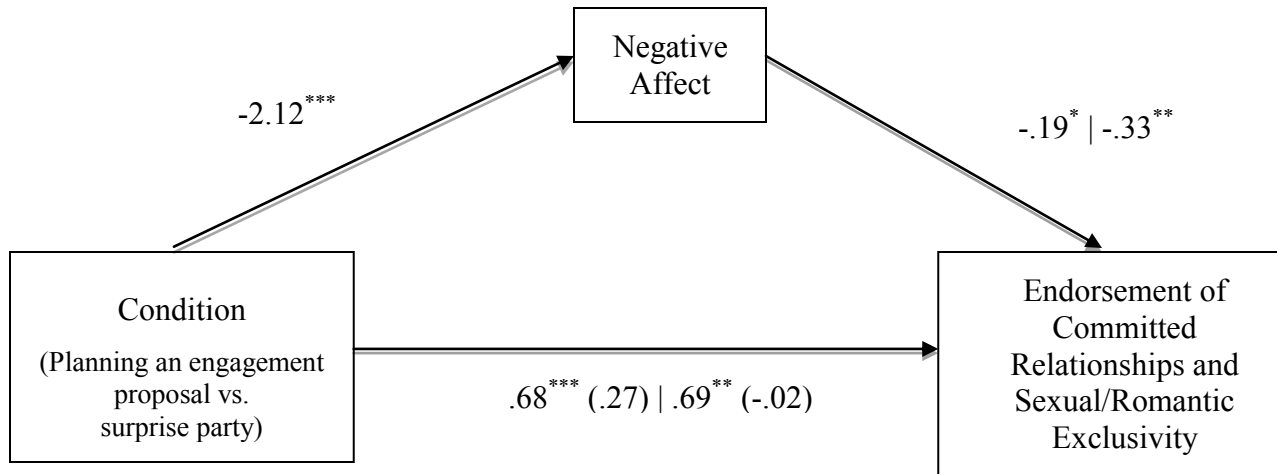 Negative
Affect
-2.12***
-.19* | -.33**
Condition
(Planning an engagement
proposal vs.
surprise party)
.68*** (.27) | .69** (-.02)
Endorsement of
Committed
Relationships and
Sexual/Romantic
Exclusivity